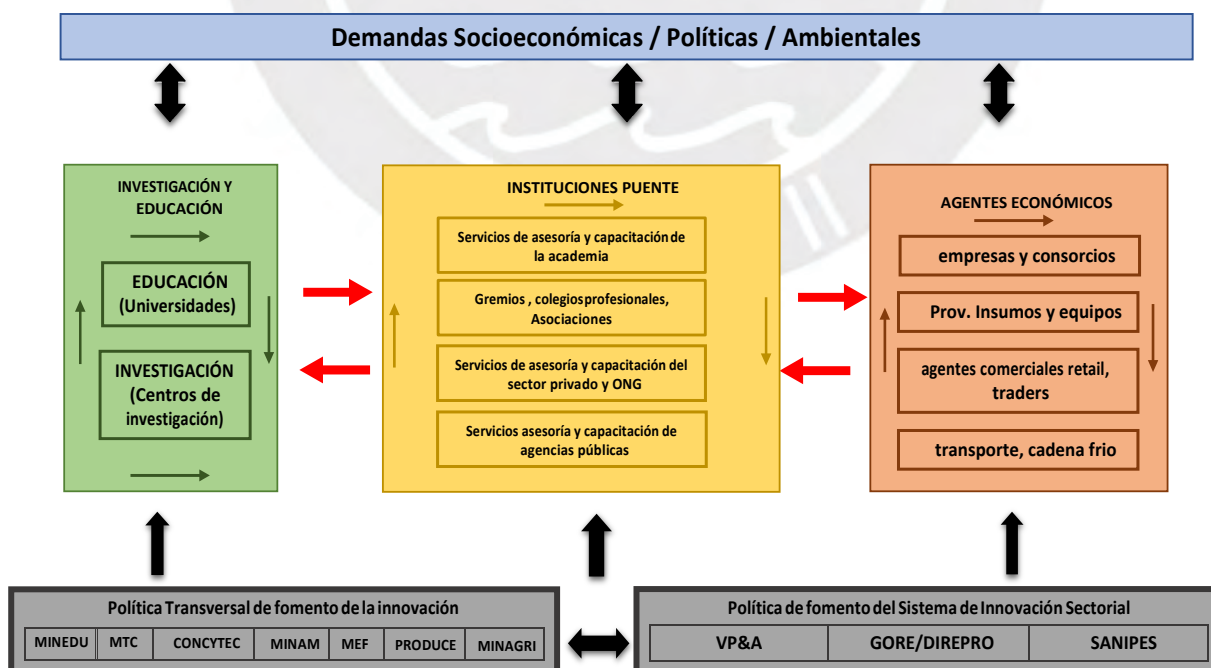 Demandas Socioeconómicas / Políticas / Ambientales
INVESTIGACIÓN Y
EDUCACIÓN
EDUCACIÓN
(Universidades)
INVESTIGACIÓN
(Centros de
investigación)
INSTITUCIONES PUENTE
Servicios de asesoría y capacitación de
la academia
Gremios , colegios profesionales,
Asociaciones
Servicios de asesoría y capacitación del
sector privado y ONG
Servicios asesoría y capacitación de
agencias públicas
AGENTES ECONÓMICOS
empresas y consorcios
Prov. Insumos y equipos
agentes comerciales retail,
traders
transporte, cadena frio
Política Transversal de fomento de la innovación
MINEDU MTC CONCYTEC MINAM MEF PRODUCE MINAGRI
Política de fomento del Sistema de Innovación Sectorial
VP&A GORE/DIREPRO SANIPES